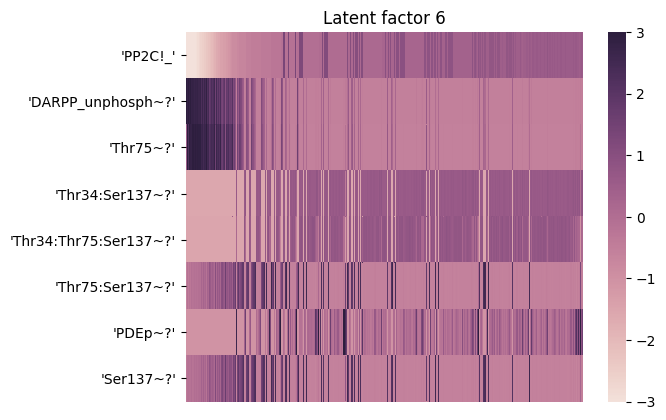 Latent factor 6
'PP2C!_'
'DARPP_unphosph~?'
'Thr75~?'
'Thr34:Ser137~?'
'Thr34:Thr75:Ser137~?'
'Thr75:Ser137~?'
'PDEp~?'
'Ser137~?'
3
2
1
0
−1
−2
−3